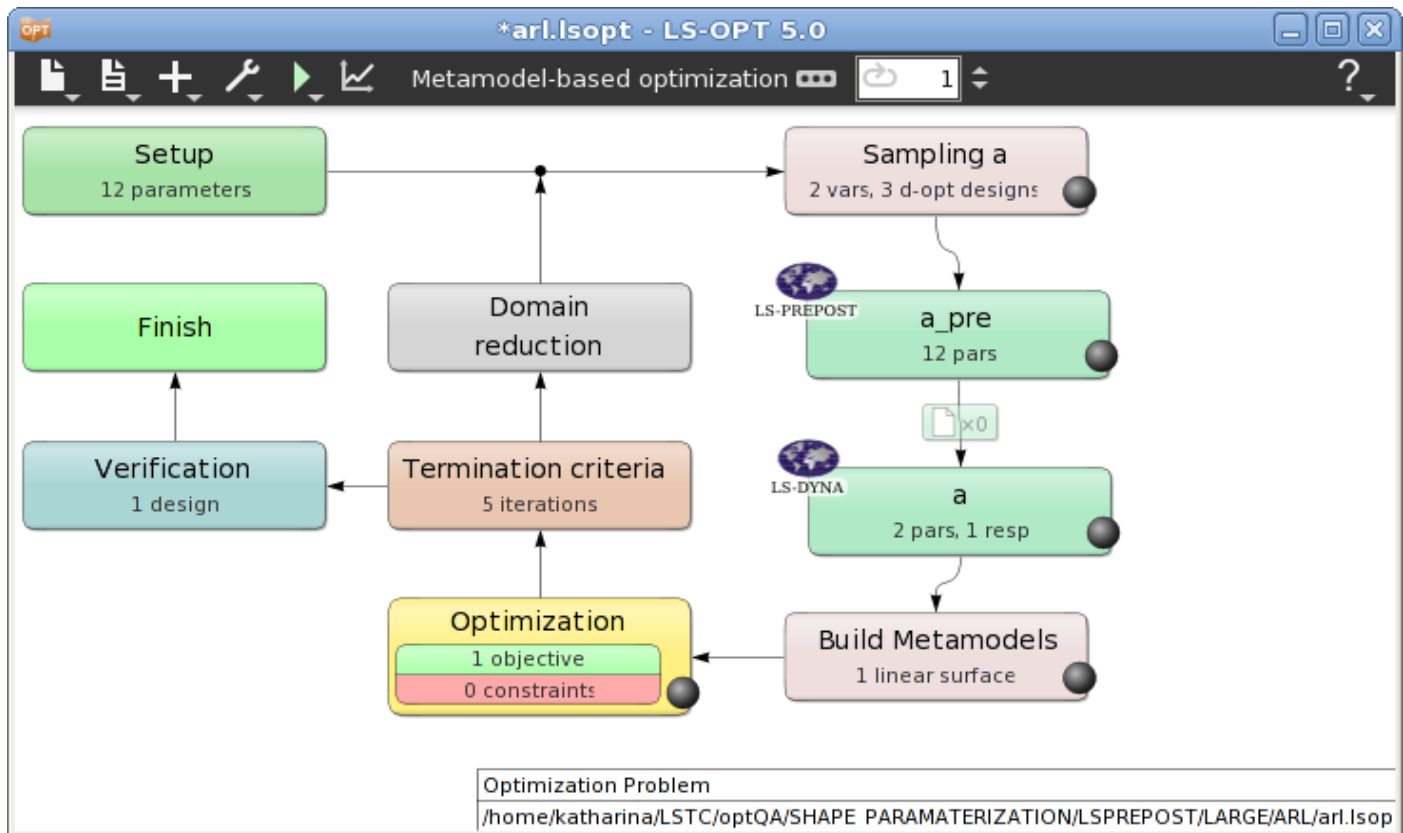 OPT
*arl.lsopt - LS-OPT 5.0
Metamodel-based optimization
1
?
Setup
12 parameters
Sampling a
2 vars, 3 d-opt designs
Finish
Domain
reduction
LS-PREPOST
a_pre
12 pars
×0
Verification
1 design
Termination criteria
5 iterations
LS-DYNA
a
2 pars, 1 resp
Optimization
1 objective
0 constraints
Build Metamodels
1 linear surface
Optimization Problem
/home/katharina/LSTC/optQA/SHAPE_PARAMATERIZATION/LSPREPOST/LARGE/ARL/arl.lsop